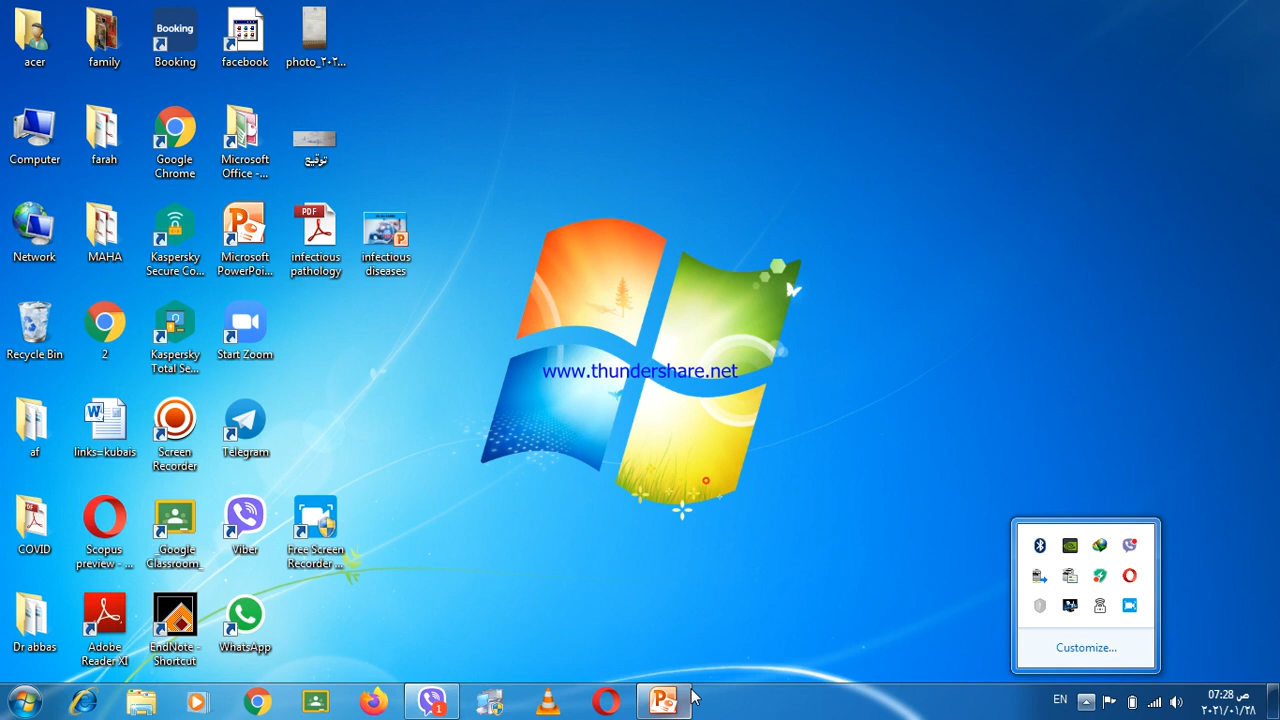 acer
family
Booking
Booking
facebook
photo_٢٠٢...
Computer
farah
Google
Chrome
Microsoft
Office -...
توقيع
Network
MAHA
Kaspersky
Secure Co...
Microsoft
PowerPoi...
PDF
infectious
pathology
infectious
diseases
Recycle Bin
2
Kaspersky
Total Se...
Start Zoom
www.thundershare.net
af
links=kubais
Screen
Recorder
Telegram
COVID
Scopus
preview - ...
_Google
Classroom_
Viber
Free Screen
Recorder ...
Dr abbas
Adobe
Reader XI
EndNote -
Shortcut
WhatsApp
Customize...
1
EN
07:28 ص
٢٠٢١/٠١/٢٨